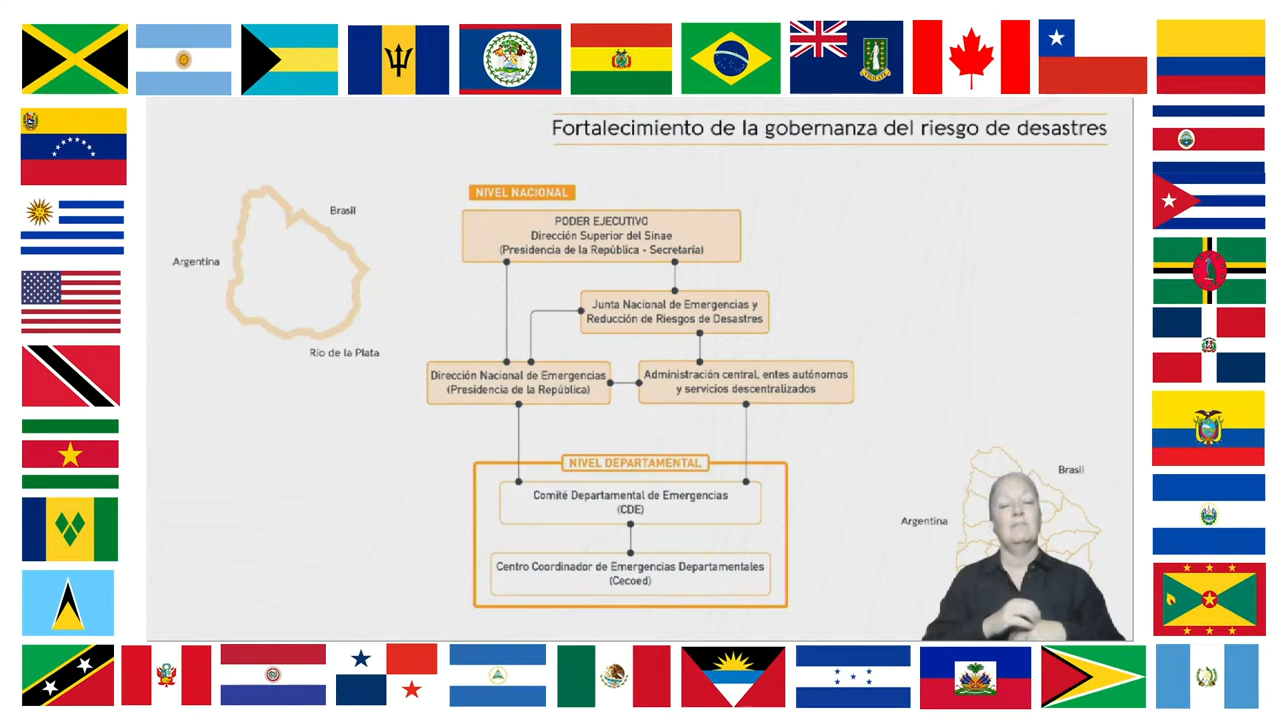 Fortalecimiento de la gobernanza del riesgo de desastres
NIVEL NACIONAL
Brasil
Argentina
Río de la Plata
PODER EJECUTIVO
Dirección Superior del Sinae
(Presidencia de la República - Secretaría)
Junta Nacional de Emergencias y
Reducción de Riesgos de Desastres
Dirección Nacional de Emergencias
(Presidencia de la República)
Administración central, entes autónomos
y servicios descentralizados
NIVEL DEPARTAMENTAL
Comité Departamental de Emergencias
(CDE)
Centro Coordinador de Emergencias Departamentales
(Cecoed)
Brasil
Argentina